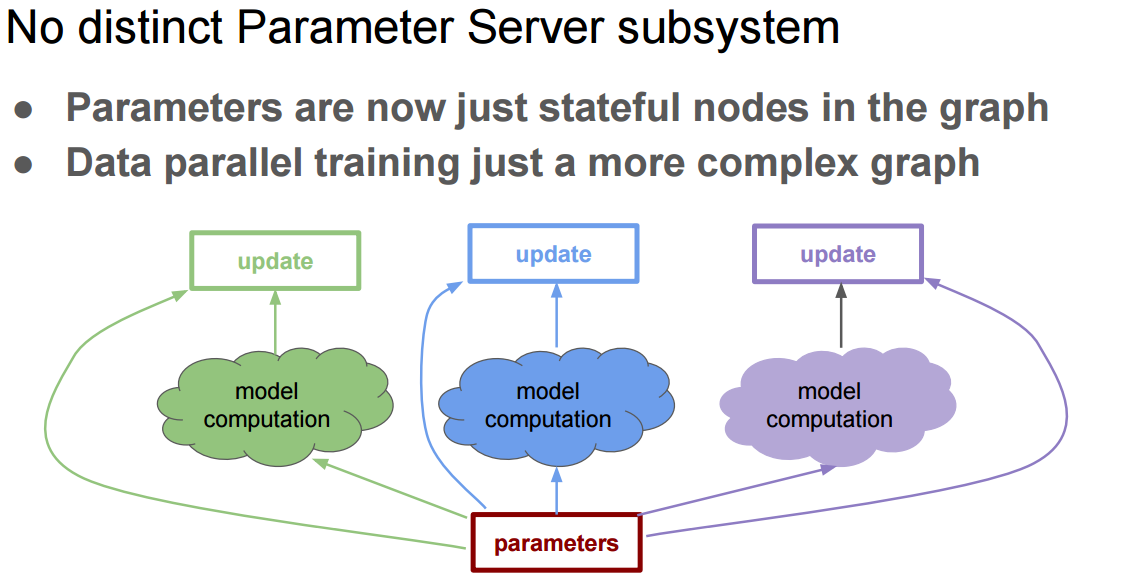 No distinct Parameter Server subsystem
● Parameters are now just stateful nodes in the graph
● Data parallel training just a more complex graph
update
update
update
model
computation
model
computation
model
computation
parameters